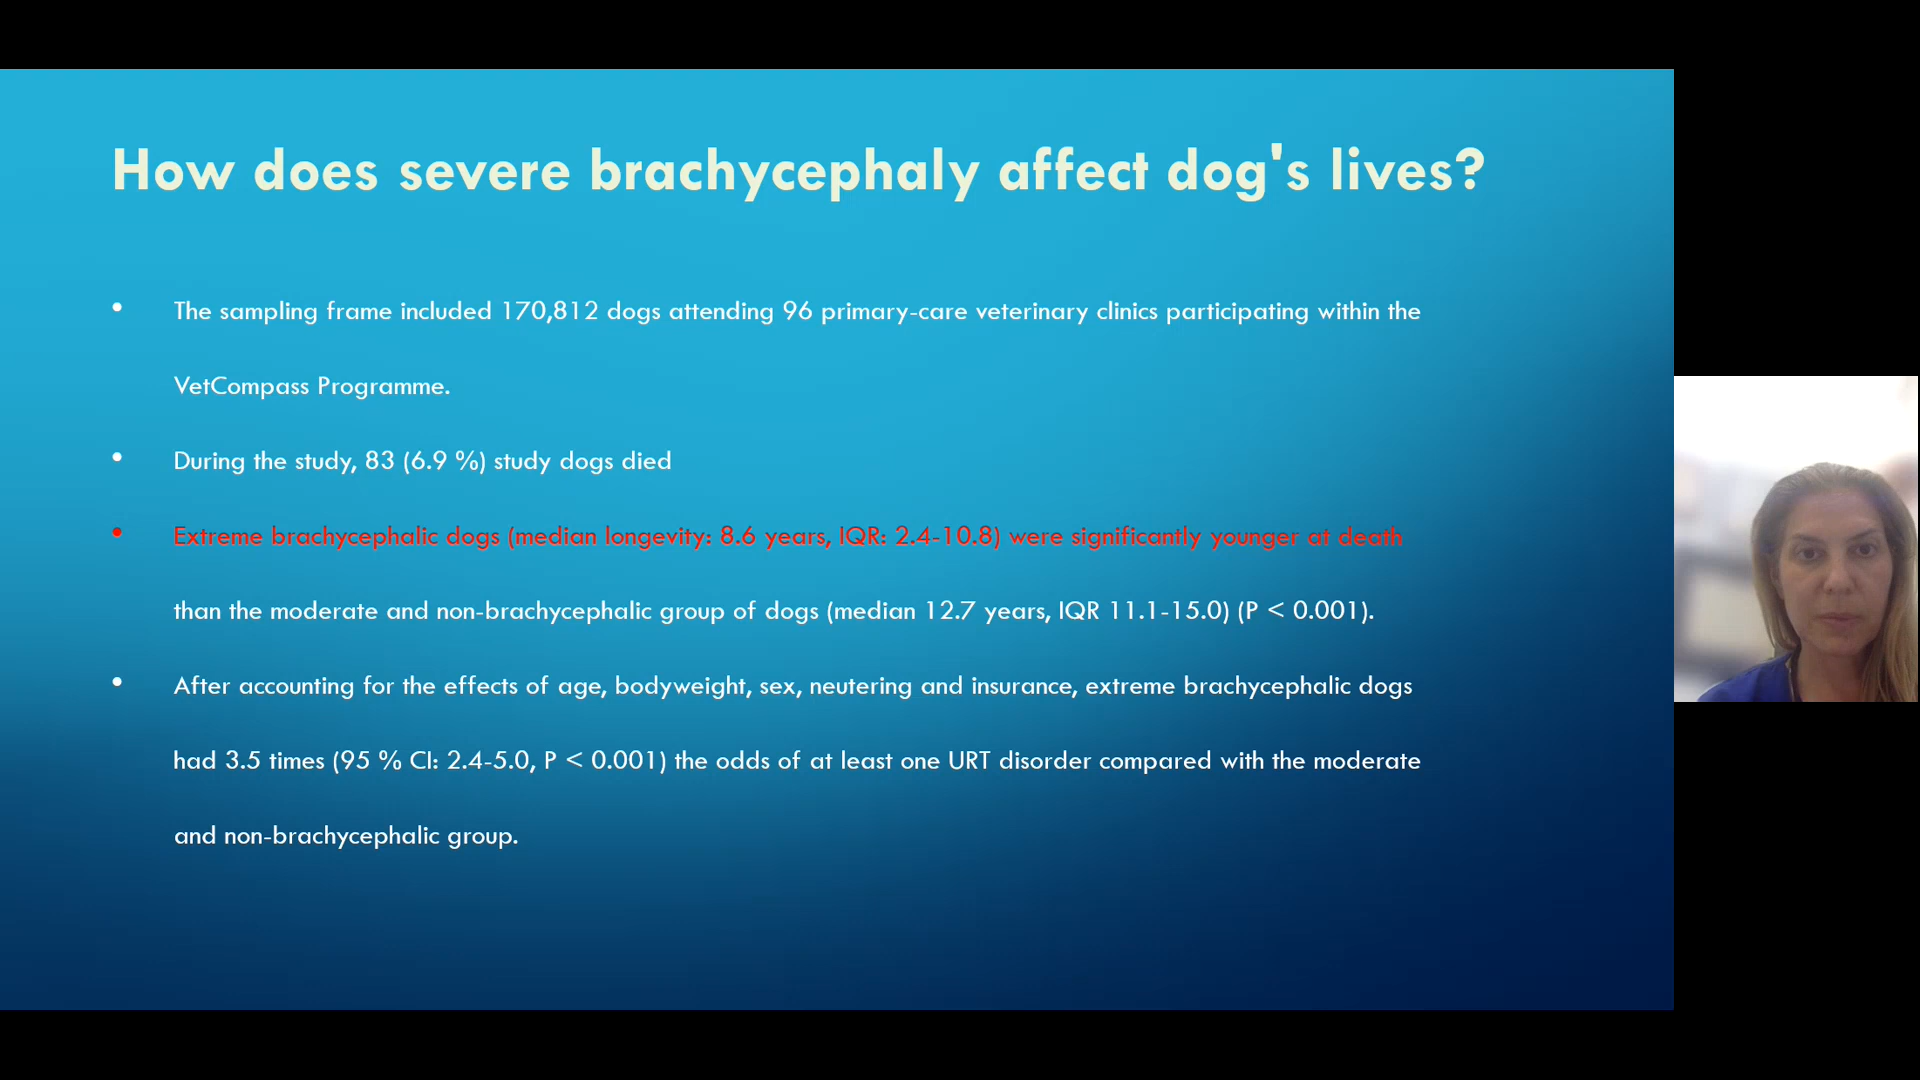 How does severe brachycephaly affect dog's lives?
• The sampling frame included 170,812 dogs attending 96 primary-care veterinary clinics participating within the
VetCompass Programme.
• During the study, 83 (6.9 %) study dogs died
• Extreme brachycephalic dogs (median longevity: 8.6 years, IQR: 2.4-10.8) were significantly younger at death
than the moderate and non-brachycephalic group of dogs (median 12.7 years, IQR 11.1-15.0) (P < 0.001).
• After accounting for the effects of age, bodyweight, sex, neutering and insurance, extreme brachycephalic dogs
had 3.5 times (95 % CI: 2.4-5.0, P < 0.001) the odds of at least one URT disorder compared with the moderate
and non-brachycephalic group.